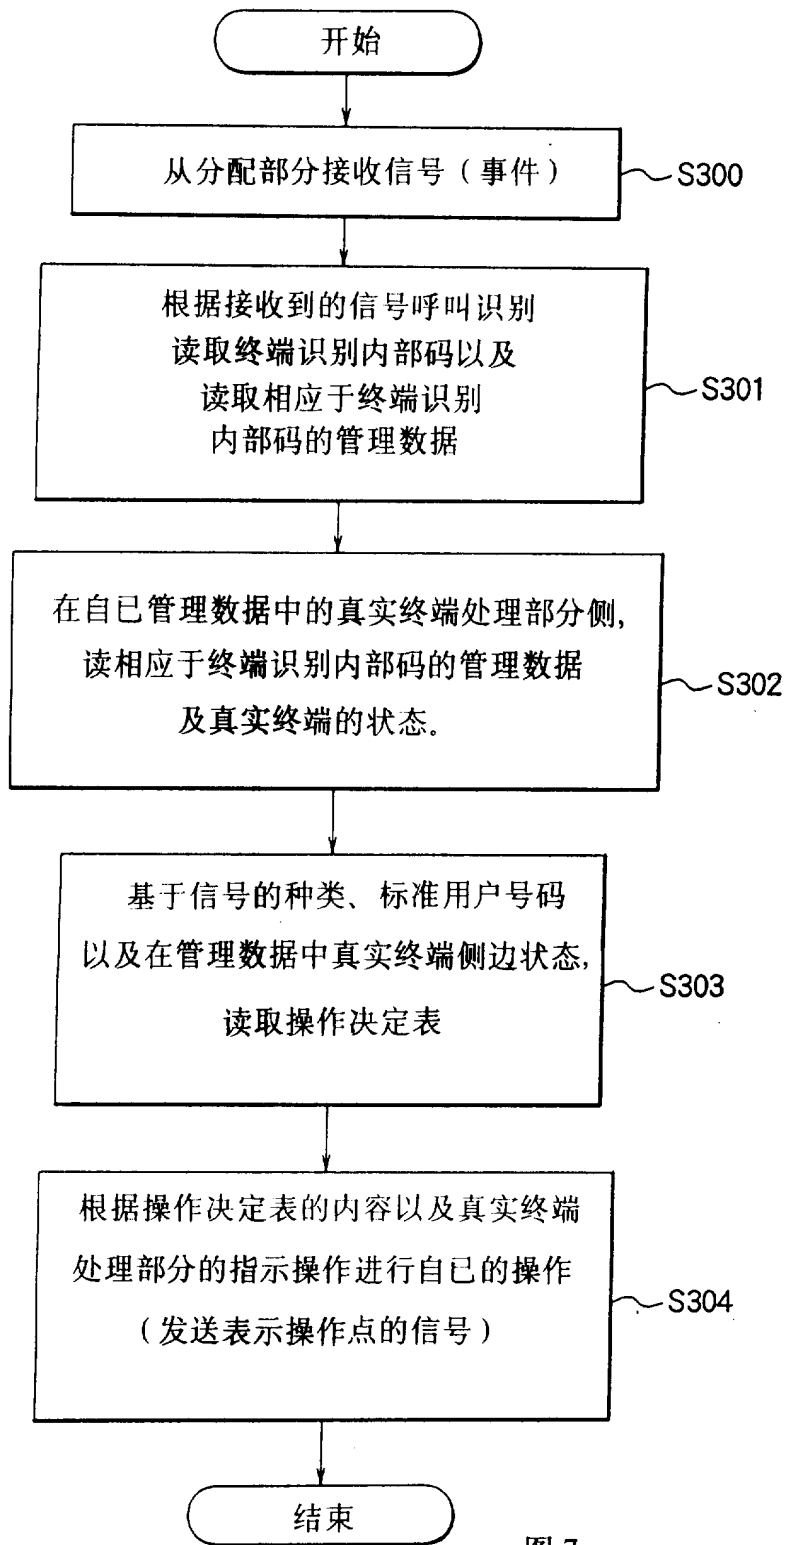 开始
从分配部分接收信号（事件）
S300
根据接收到的信号呼叫识别
读取终端识别内部码以及
读取相应于终端识别
内部码的管理数据
S301
在自已管理数据中的真实终端处理部分侧,
读相应于终端识别内部码的管理数据
及真实终端的状态。
S302
基于信号的种类、标准用户号码
以及在管理数据中真实终端侧边状态,
读取操作决定表
S303
根据操作决定表的内容以及真实终端
处理部分的指示操作进行自已的操作
（发送表示操作点的信号）
S304
结束
图 7